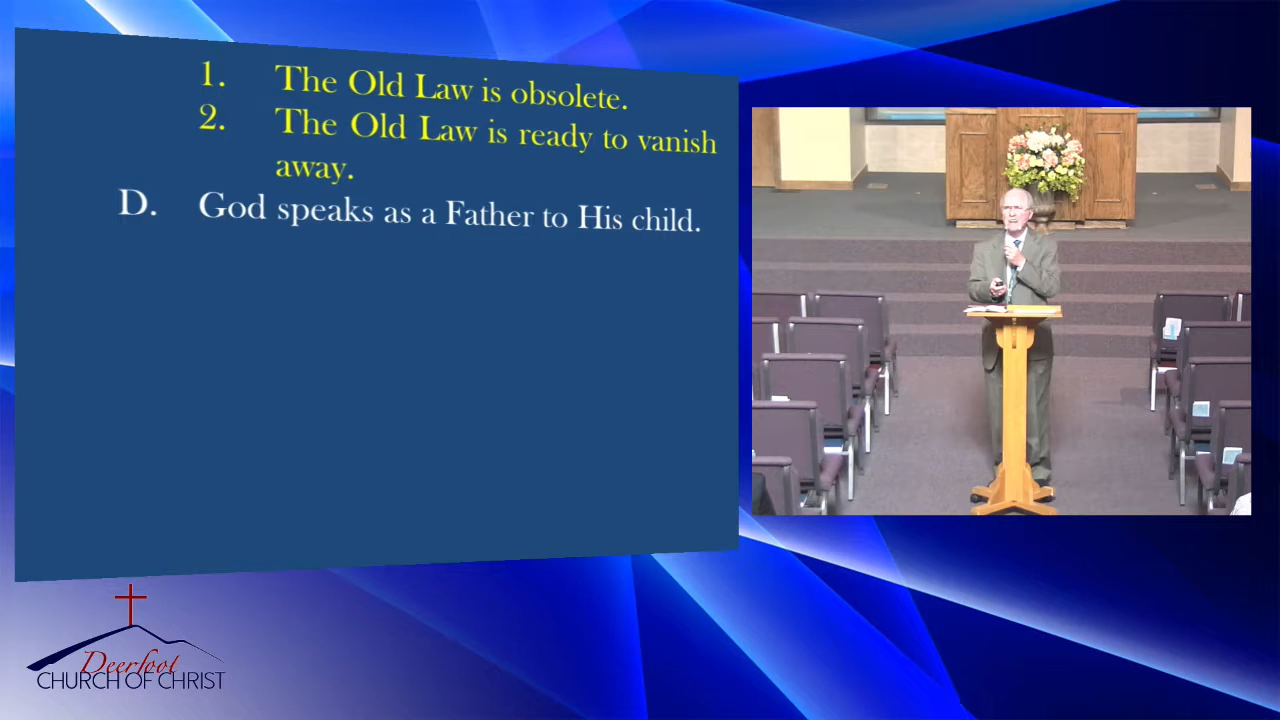 1. The Old Law is obsolete.
2. The Old Law is ready to vanish
away.
D. God speaks as a Father to His child.
Deerfoot
CHURCH OF CHRIST